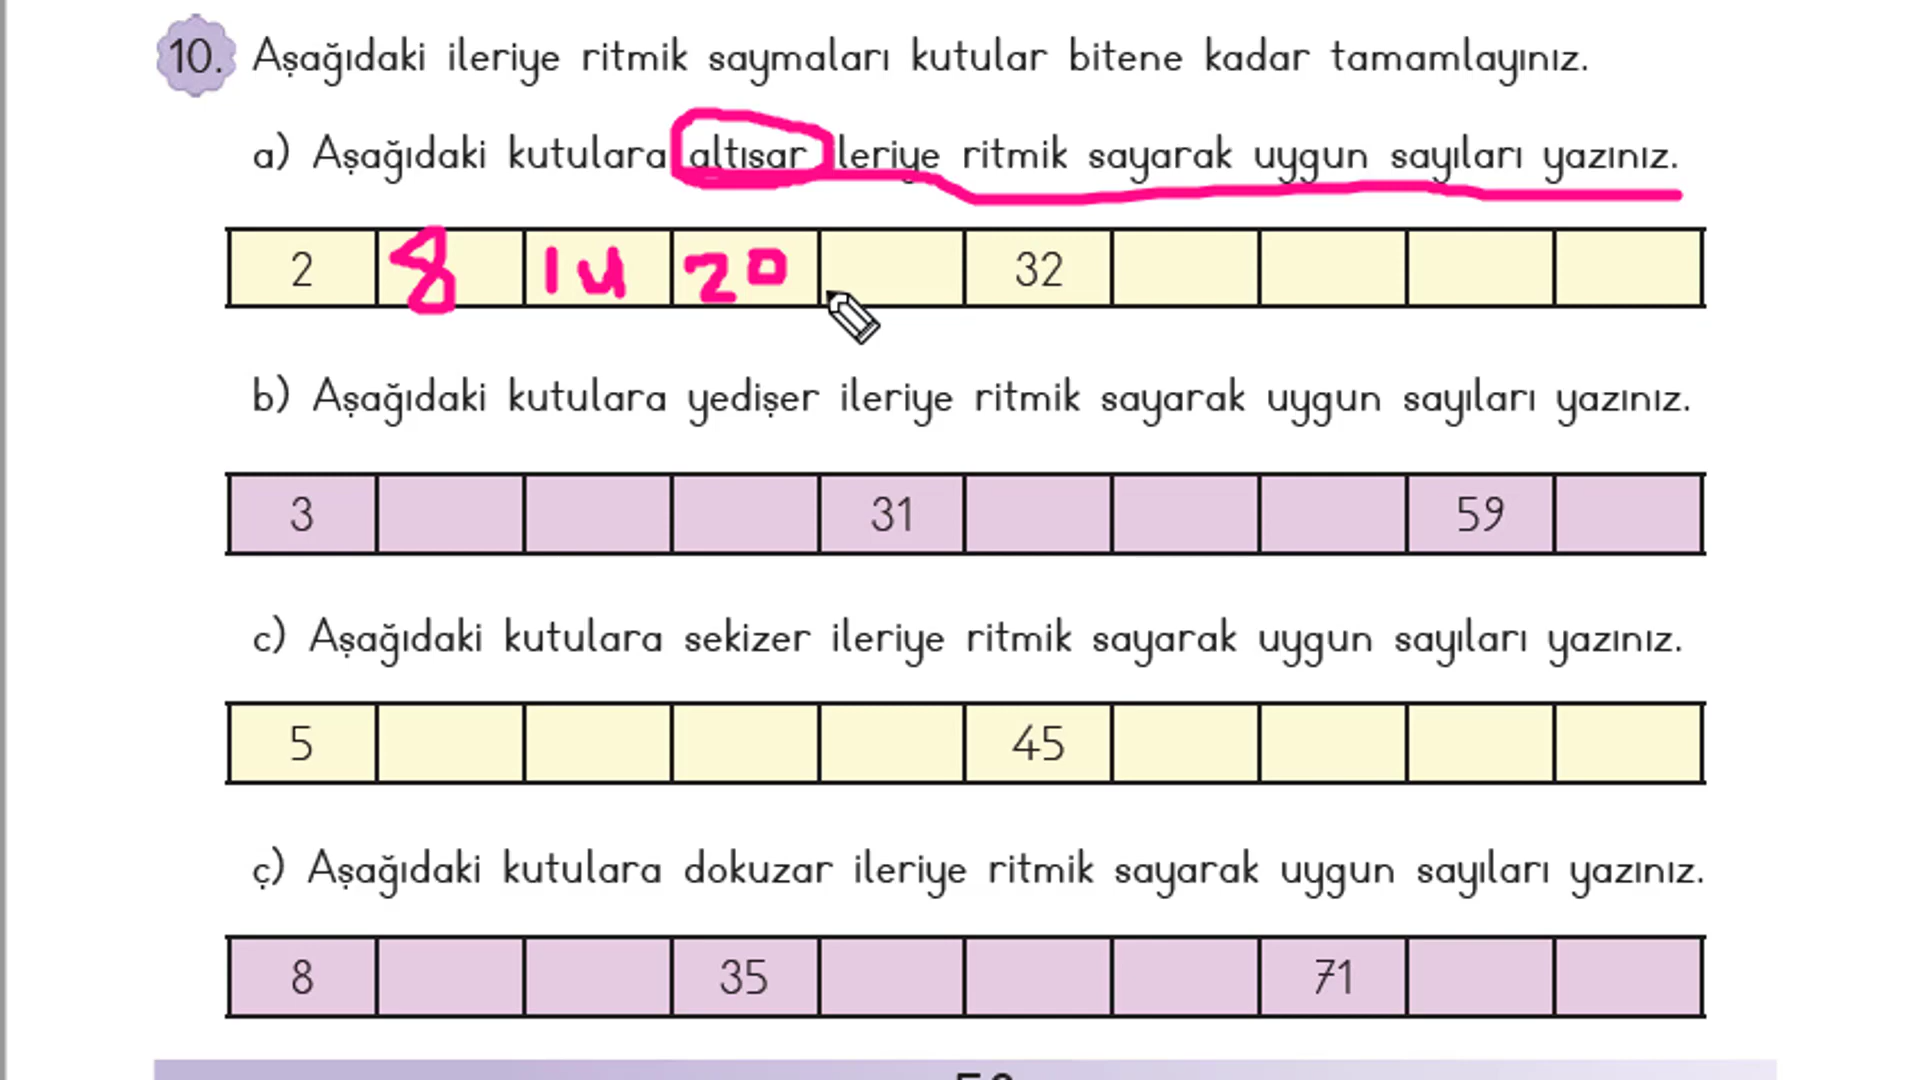 10. Aşağıdaki ileriye ritmik saymaları kutular bitene kadar tamamlayınız.
a) Aşağıdaki kutulara altışar ileriye ritmik sayarak uygun sayıları yazınız.
2 8 14 20 32
b) Aşağıdaki kutulara yedişer ileriye ritmik sayarak uygun sayıları yazınız.
3 31 59
c) Aşağıdaki kutulara sekizer ileriye ritmik sayarak uygun sayıları yazınız.
5 45
ç) Aşağıdaki kutulara dokuzar ileriye ritmik sayarak uygun sayıları yazınız.
8 35 71